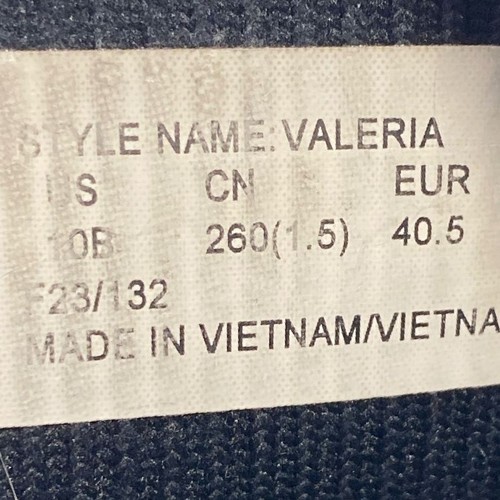 STYLE NAME: VALERIA
US CN EUR
10B 260(1.5) 40.5
F23/132
MADE IN VIETNAM/VIETNA